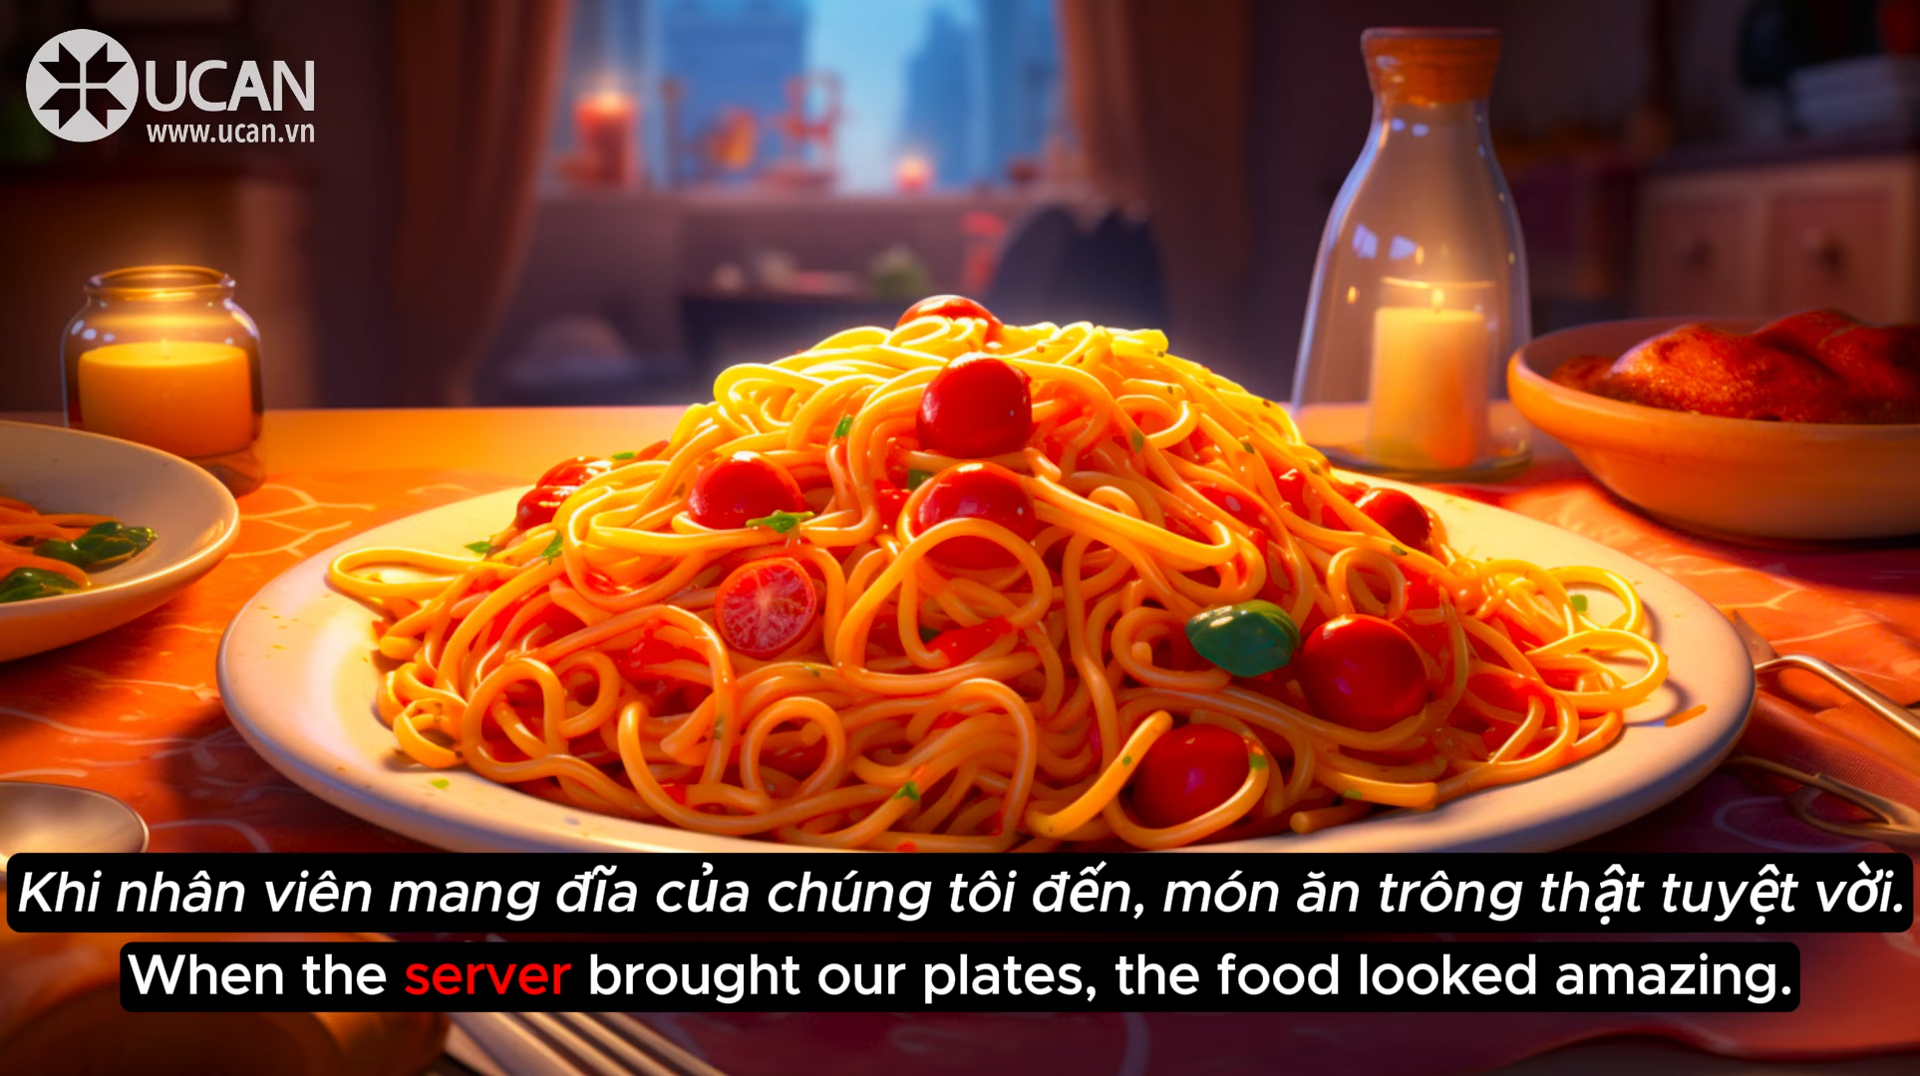 UCAN
www.ucan.vn
Khi nhân viên mang đĩa của chúng tôi đến, món ăn trông thật tuyệt vời.
When the server brought our plates, the food looked amazing.